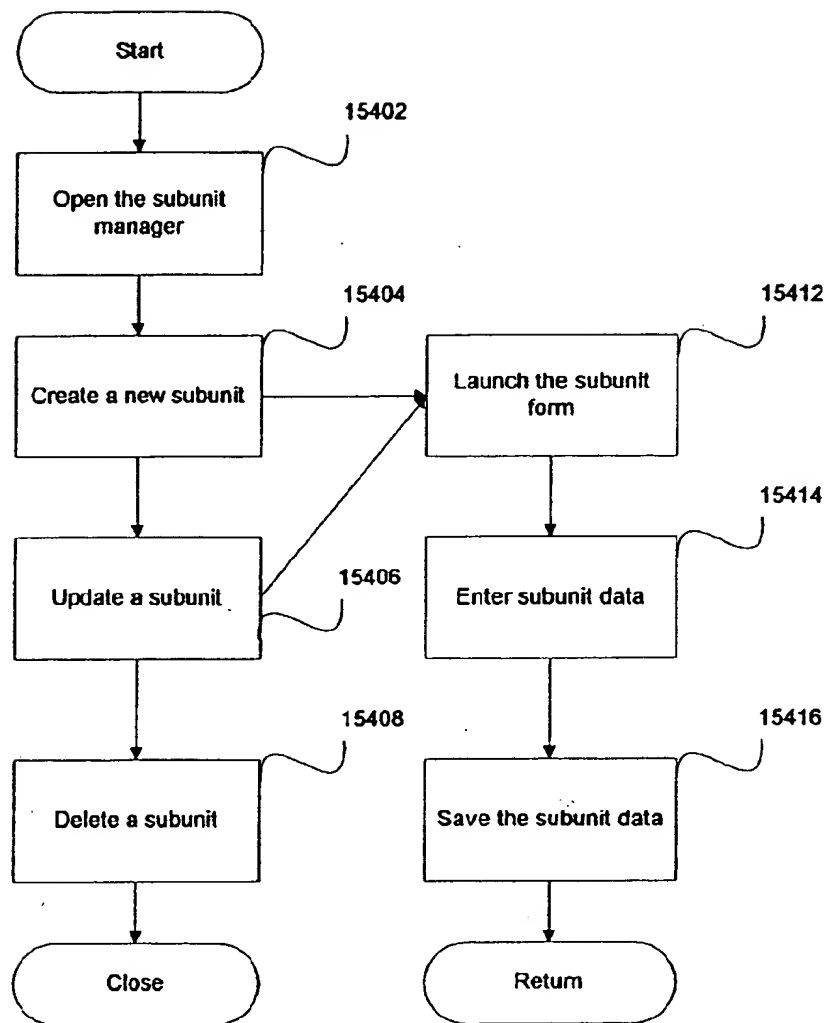 Start
15402
Open the subunit
manager
15404
Create a new subunit
15412
Launch the subunit
form
15406
Update a subunit
15414
Enter subunit data
15408
Delete a subunit
15416
Save the subunit data
Close
Return